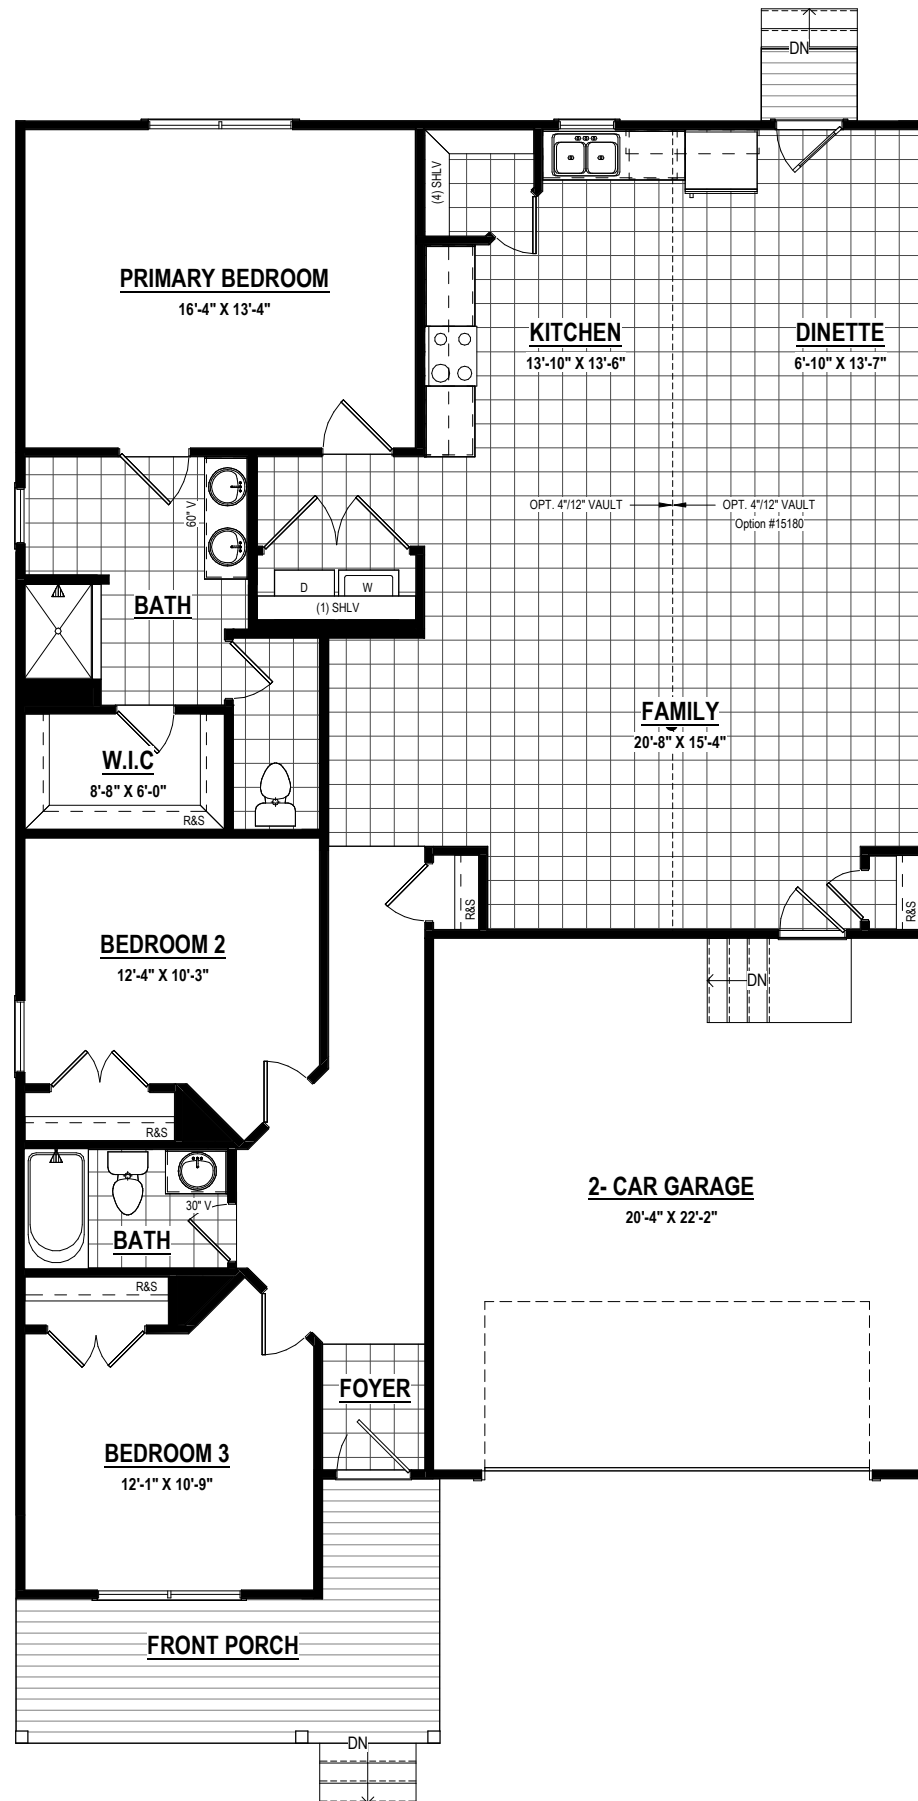 DN
(4) SHLV
PRIMARY BEDROOM
16'-4" X 13'-4"
KITCHEN
13'-10" X 13'-6"
DINETTE
6'-10" X 13'-7"
OPT. 4"/12" VAULT
OPT. 4"/12" VAULT
Option #15180
60" V
D
W
(1) SHLV
BATH
FAMILY
20'-8" X 15'-4"
W.I.C
8'-8" X 6'-0"
R&S
R&S
R&S
BEDROOM 2
12'-4" X 10'-3"
DN
R&S
30" V
BATH
2- CAR GARAGE
20'-4" X 22'-2"
R&S
FOYER
BEDROOM 3
12'-1" X 10'-9"
FRONT PORCH
DN